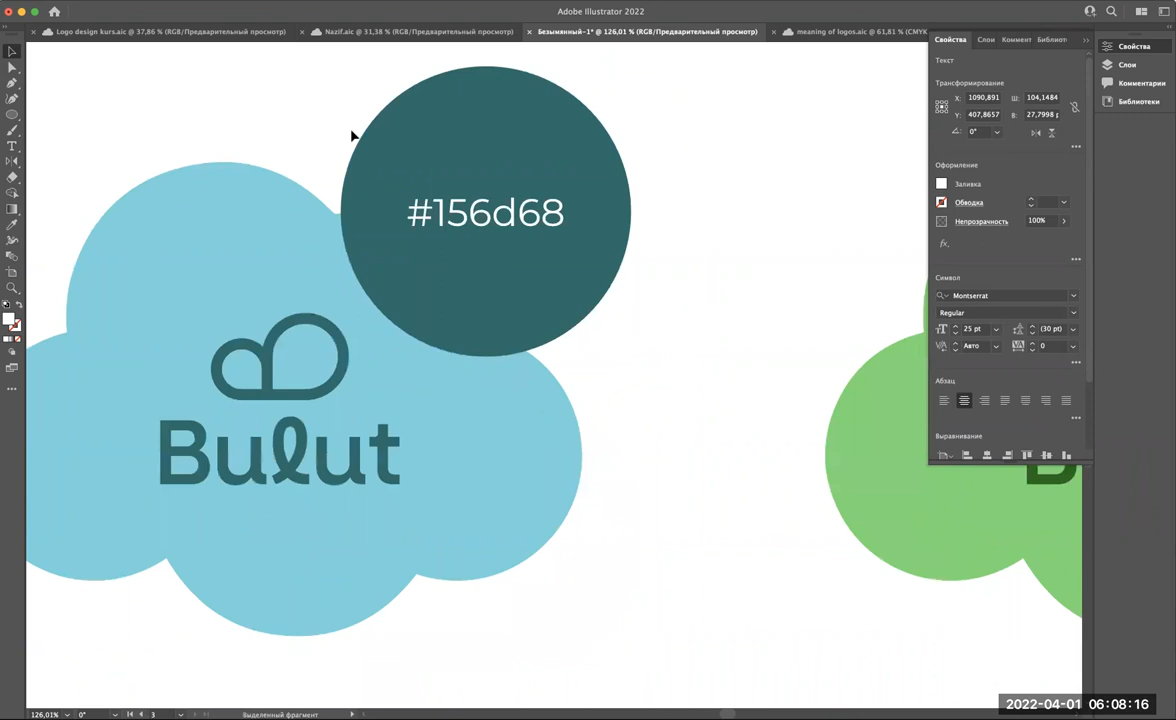 Adobe Illustrator 2022
Logo design kurs.aic @ 37,86 % (RGB/Предварительный просмотр)
Nazif.aic @ 31,38 % (RGB/Предварительный просмотр)
Безымянный-1* @ 126,01 % (RGB/Предварительный просмотр)
meaning of logos.aic @ 61,81 % (CMYK
Свойства
Слои
Коммент
Библиот
Свойства
Слои
Комментарии
Библиотеки
Текст
Трансформирование
X: 1090,891 Ш: 104,1484
Y: 407,8657 В: 27,7998 р
0°
Оформление
Заливка
Обводка
Непрозрачность 100%
fx.
Символ
Montserrat
Regular
25 pt (30 pt)
Авто 0
Абзац
Выравнивание
#156d68
Bulut
B
126,01% 0° 3 Выделенный фрагмент
2022-04-01 06:08:16